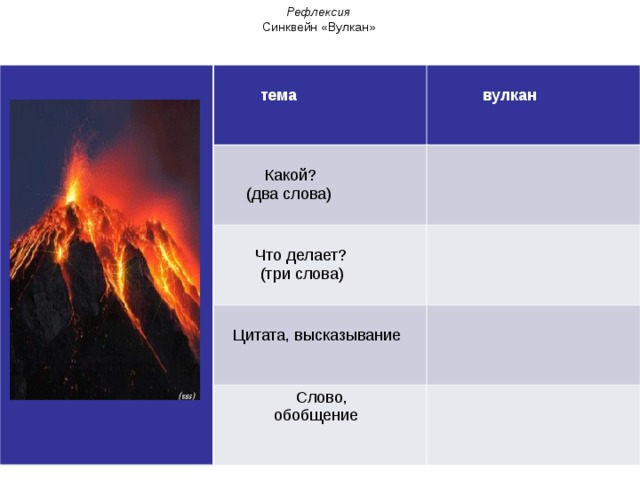 Рефлексия
Синквейн «Вулкан»
тема
вулкан
Какой?
(два слова)
Что делает?
(три слова)
Цитата, высказывание
Слово,
обобщение